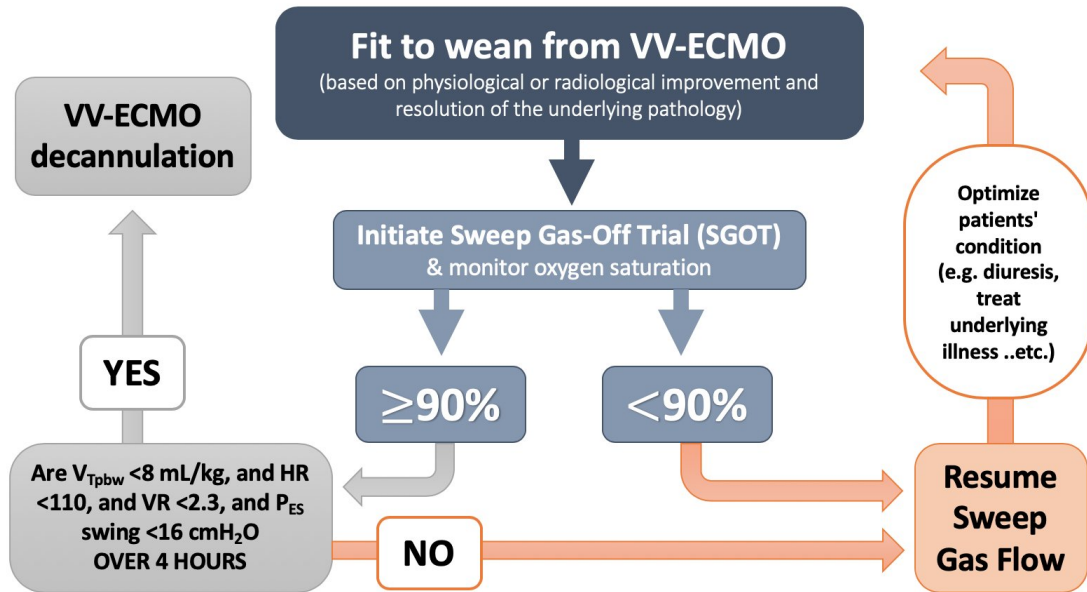 Fit to wean from VV-ECMO
(based on physiological or radiological improvement and
resolution of the underlying pathology)
VV-ECMO
decannulation
Initiate Sweep Gas-Off Trial (SGOT)
& monitor oxygen saturation
Optimize
patients'
condition
(e.g. diuresis,
treat
underlying
illness ..etc.)
YES
≥90%
<90%
Are V_Tpbw <8 mL/kg, and HR
<110, and VR <2.3, and P_ES
swing <16 cmH₂O
OVER 4 HOURS
NO
Resume
Sweep
Gas Flow